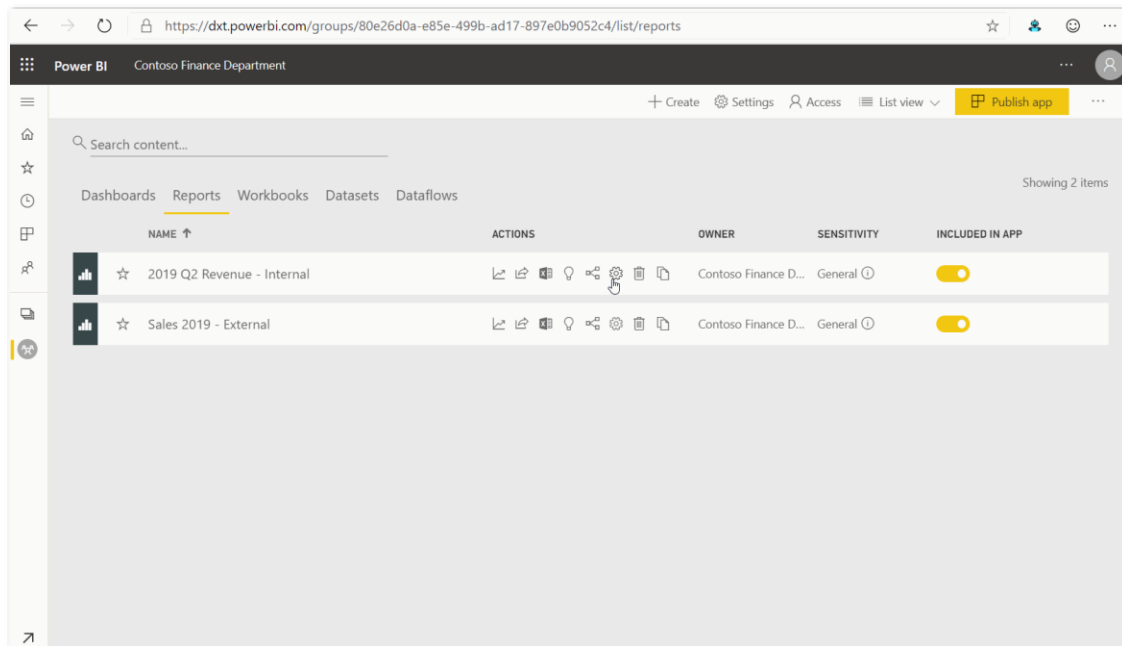 https://dxt.powerbi.com/groups/80e26d0a-e85e-499b-ad17-897e0b9052c4/list/reports
Power BI Contoso Finance Department
Create Settings Access List view Publish app
Search content...
Showing 2 items
Dashboards Reports Workbooks Datasets Dataflows
NAME ACTIONS OWNER SENSITIVITY INCLUDED IN APP
2019 Q2 Revenue - Internal Contoso Finance D... General
Sales 2019 - External Contoso Finance D... General